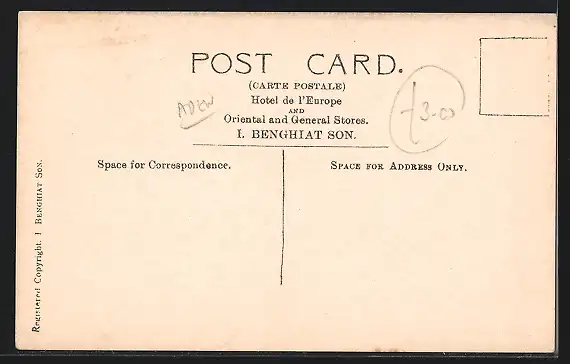 POST CARD.
(CARTE POSTALE)
Hotel de l'Europe
AND
Oriental and General Stores.
I. BENGHIAT SON.
ADEN
3-00
Space for Correspondence.
SPACE FOR ADDRESS ONLY.
Registered Copyright. I BENGHIAT SON.